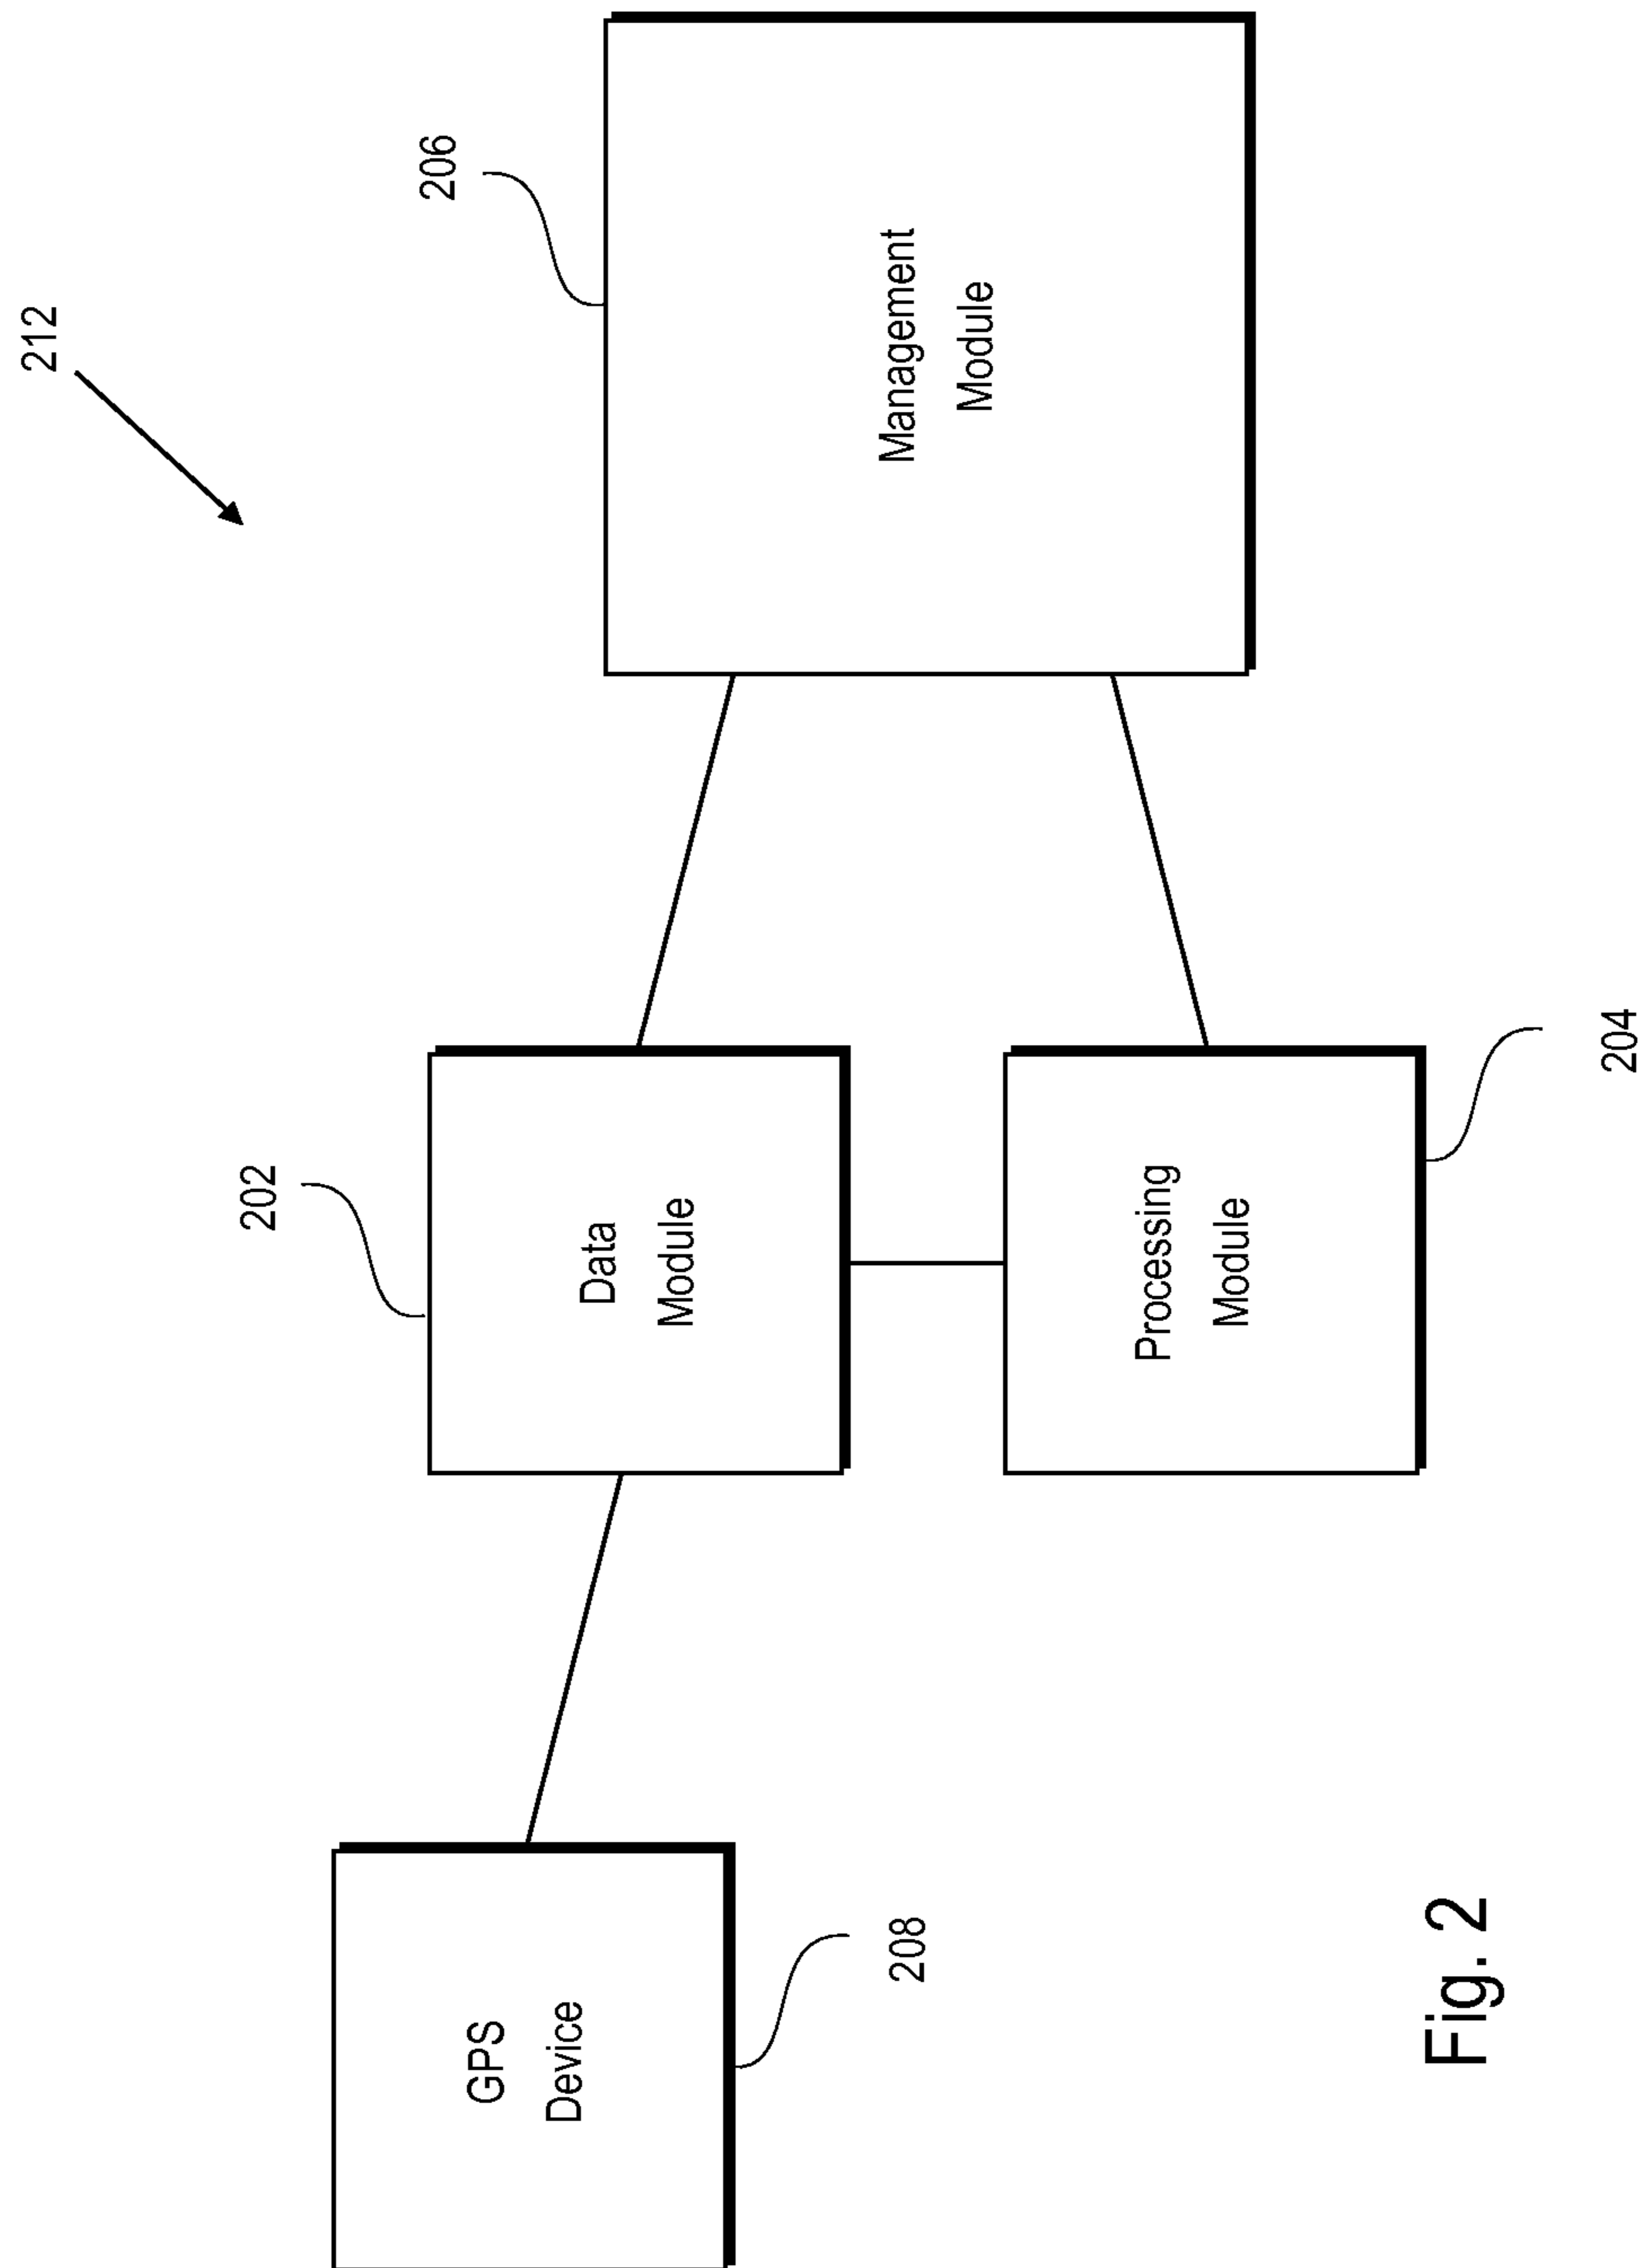 212
206
Management
Module
202
Data
Module
Processing
Module
204
GPS
Device
208
Fig. 2